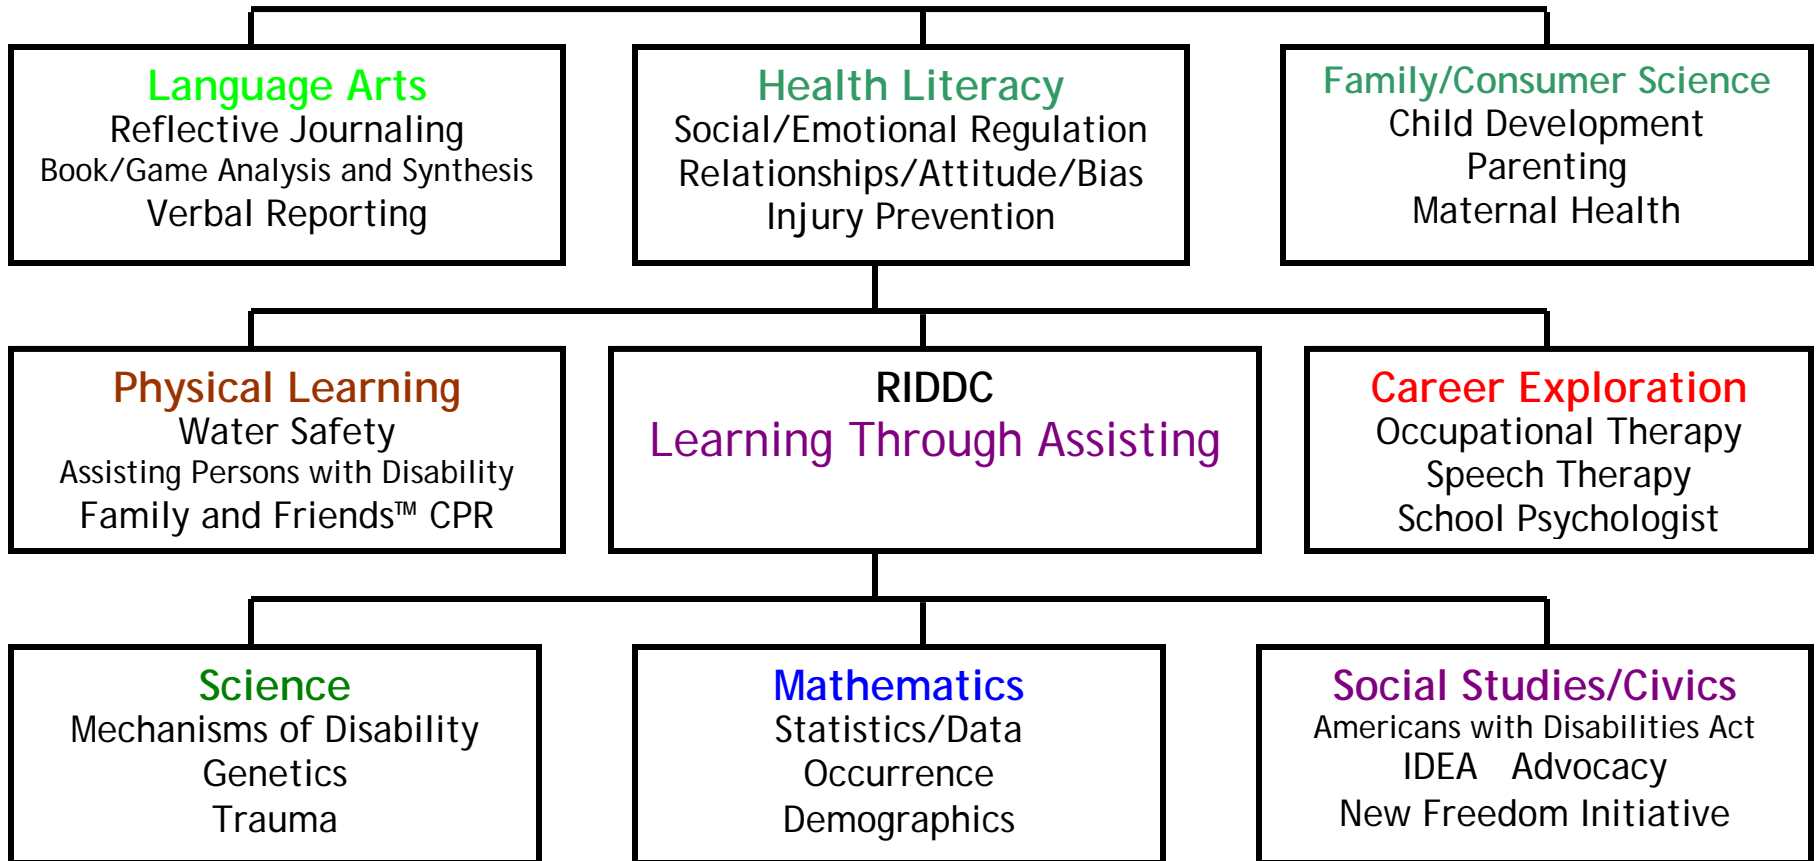 Language Arts
Reflective Journaling
Book/Game Analysis and Synthesis
Verbal Reporting
Health Literacy
Social/Emotional Regulation
Relationships/Attitude/Bias
Injury Prevention
Family/Consumer Science
Child Development
Parenting
Maternal Health
Physical Learning
Water Safety
Assisting Persons with Disability
Family and Friends™ CPR
RIDDC
Learning Through Assisting
Career Exploration
Occupational Therapy
Speech Therapy
School Psychologist
Science
Mechanisms of Disability
Genetics
Trauma
Mathematics
Statistics/Data
Occurrence
Demographics
Social Studies/Civics
Americans with Disabilities Act
IDEA Advocacy
New Freedom Initiative